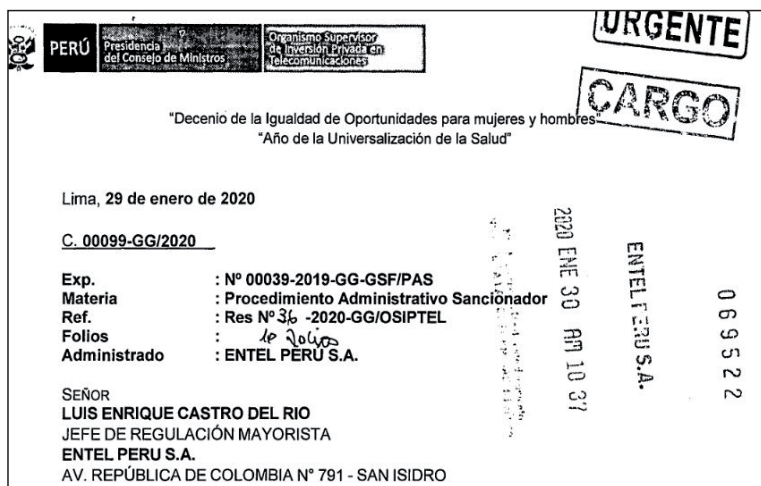 PERÚ
Presidencia
del Consejo de Ministros
Organismo Supervisor
de Inversión Privada en
Telecomunicaciones
URGENTE
CARGO
"Decenio de la Igualdad de Oportunidades para mujeres y hombres"
"Año de la Universalización de la Salud"
Lima, 29 de enero de 2020
C. 00099-GG/2020
Exp. : Nº 00039-2019-GG-GSF/PAS
Materia : Procedimiento Administrativo Sancionador
Ref. : Res Nº 36 -2020-GG/OSIPTEL
Folios : 10 Folios
Administrado : ENTEL PERÚ S.A.
2020 ENE 30 AM 10 37
ENTEL PERU S.A.
069522
SEÑOR
LUIS ENRIQUE CASTRO DEL RIO
JEFE DE REGULACIÓN MAYORISTA
ENTEL PERU S.A.
AV. REPÚBLICA DE COLOMBIA N° 791 - SAN ISIDRO